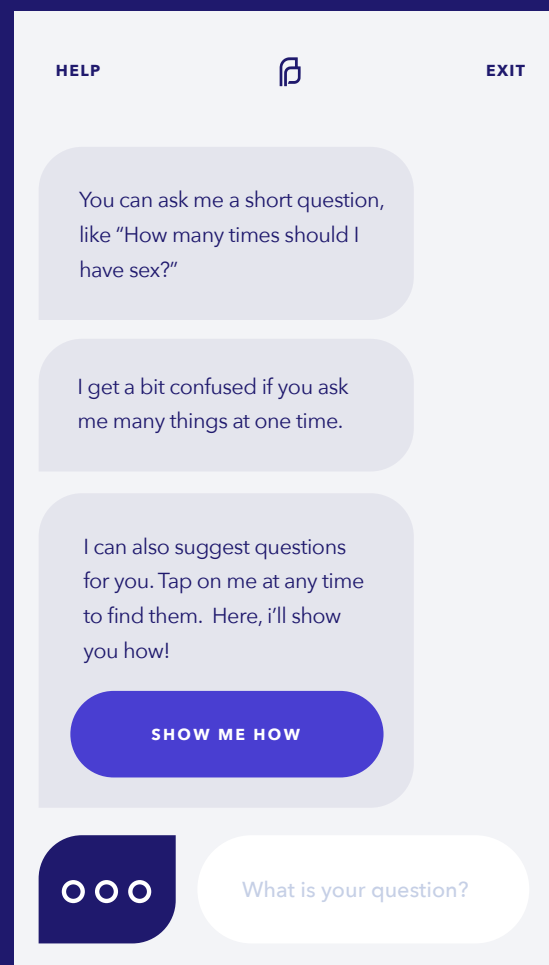 HELP
EXIT
You can ask me a short question,
like “How many times should I
have sex?”
I get a bit confused if you ask
me many things at one time.
I can also suggest questions
for you. Tap on me at any time
to find them.  Here, i’ll show
you how!
SHOW ME HOW
What is your question?